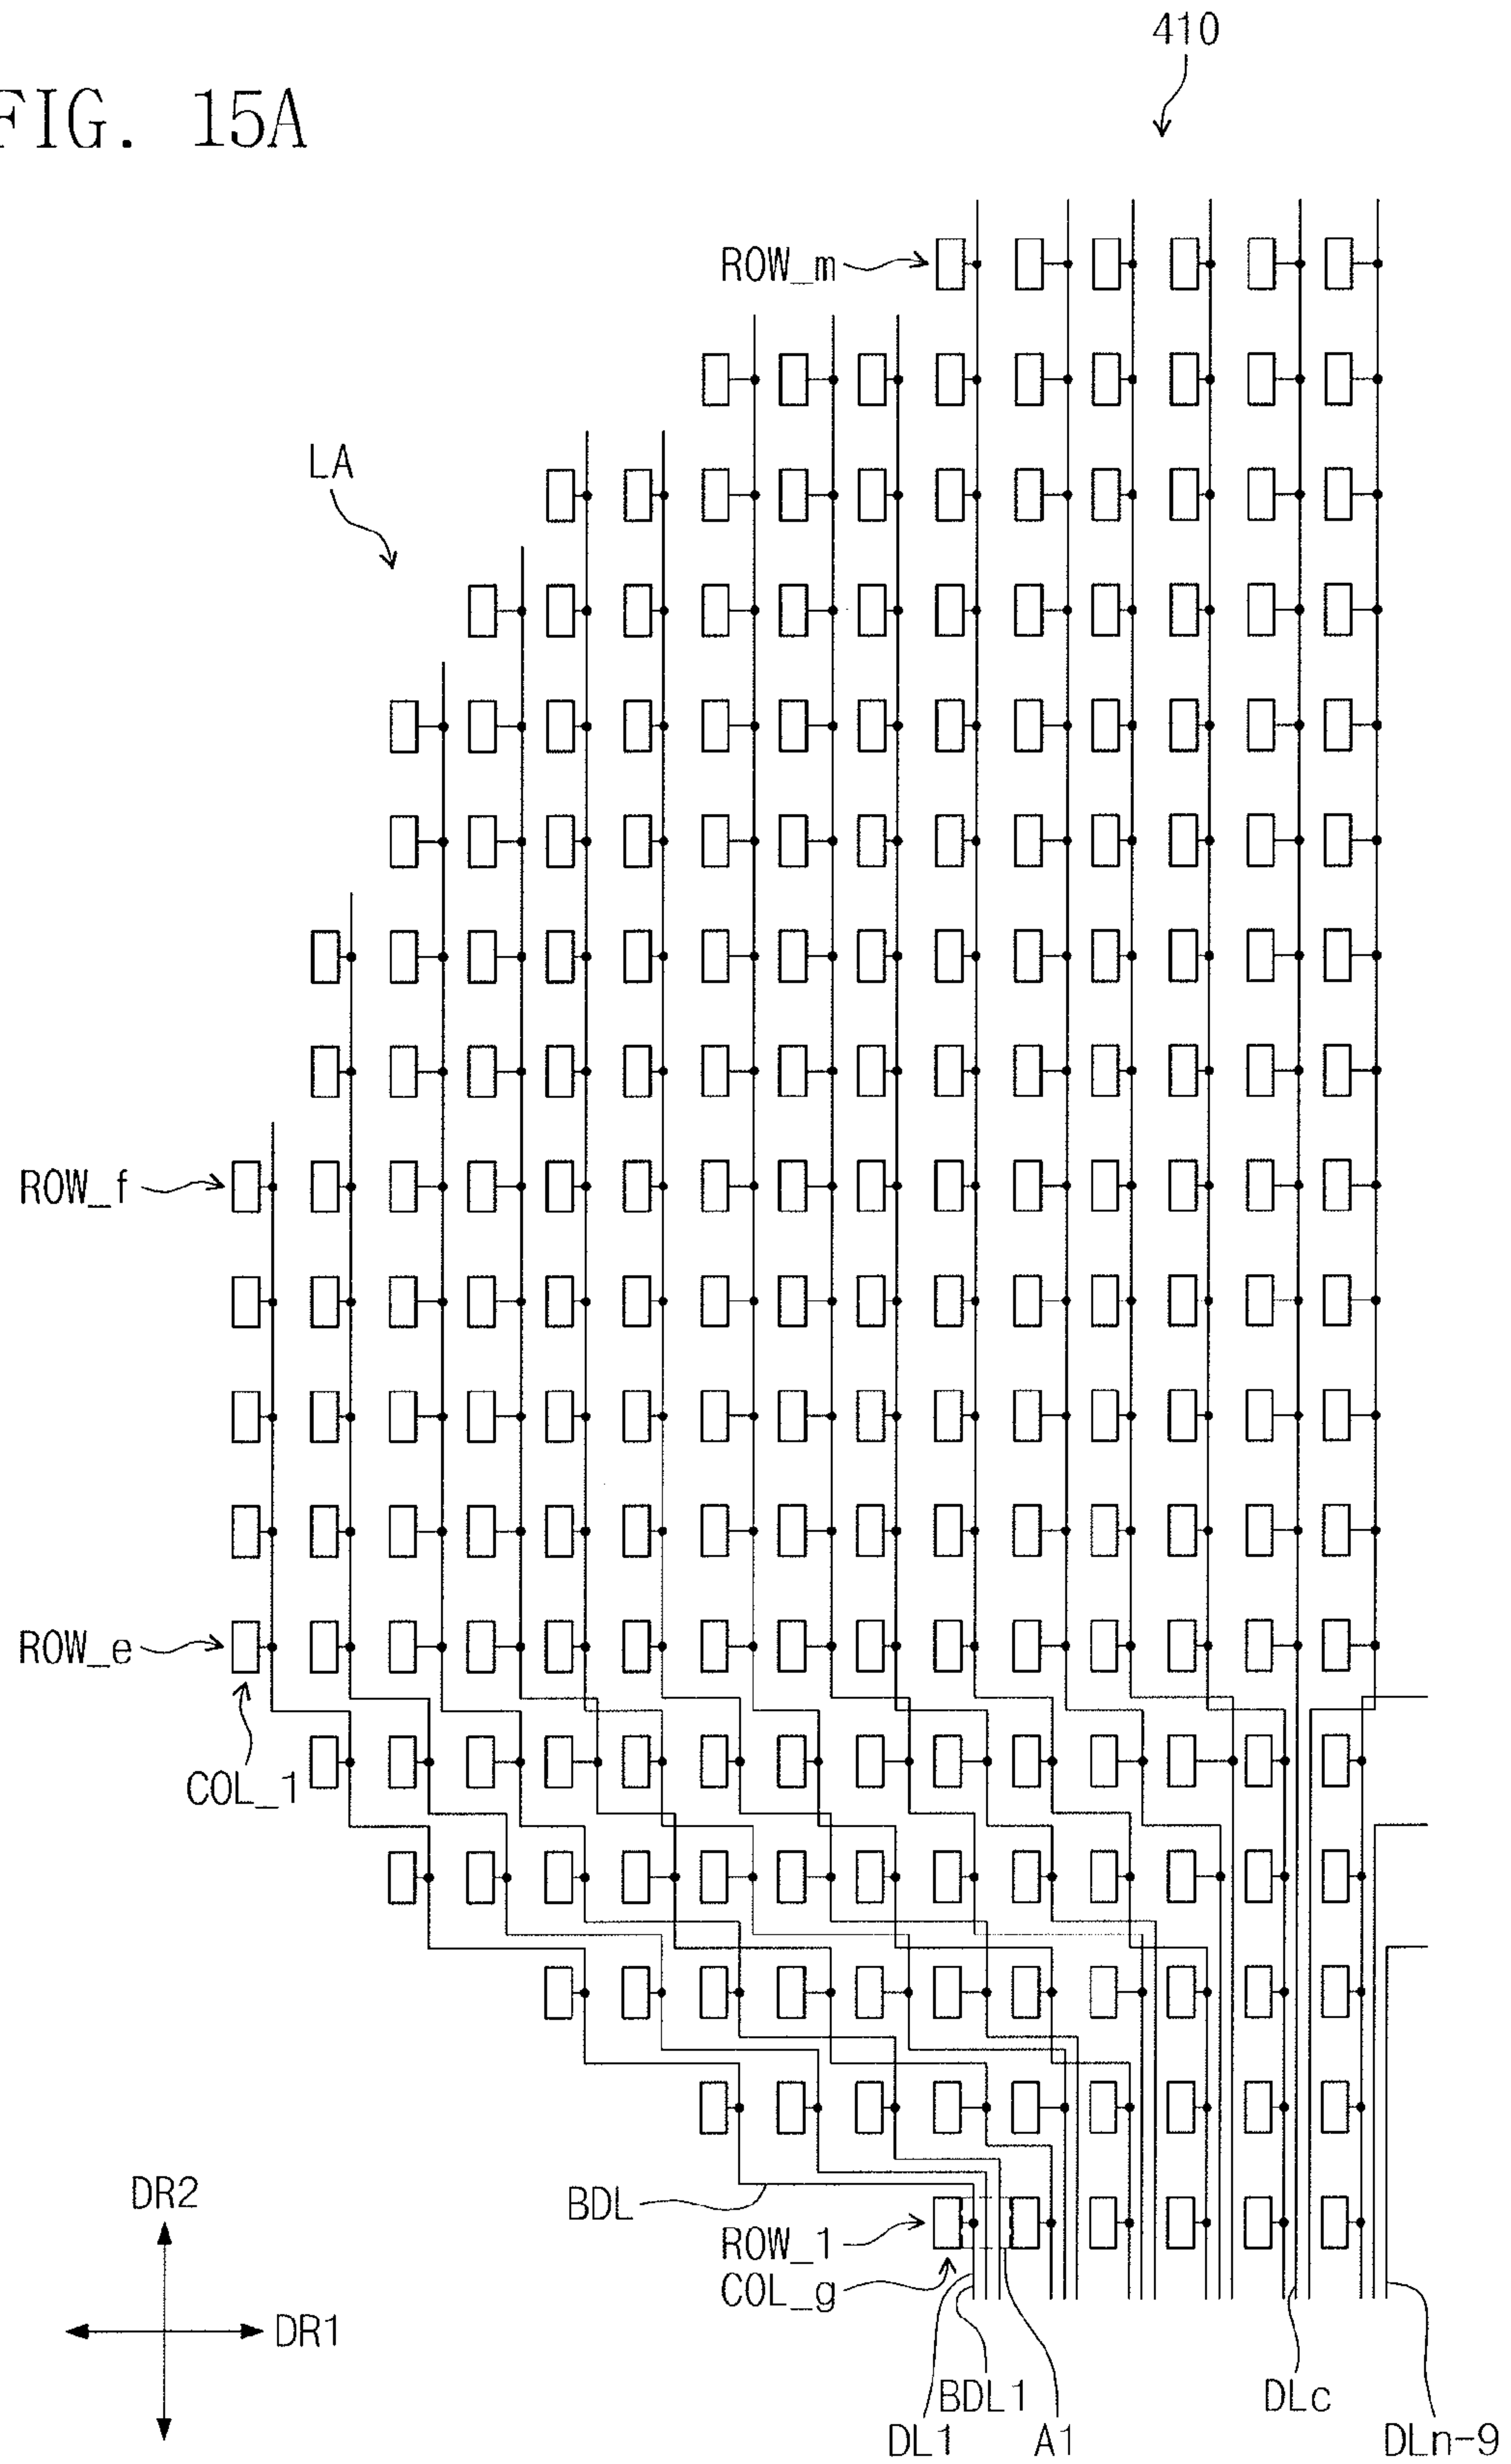 410
FIG. 15A
ROW_m
LA
ROW_f
ROW_e
COL_1
DR2
BDL
ROW_1
COL_g
DR1
BDL1
DLc
DL1
A1
DLn-9